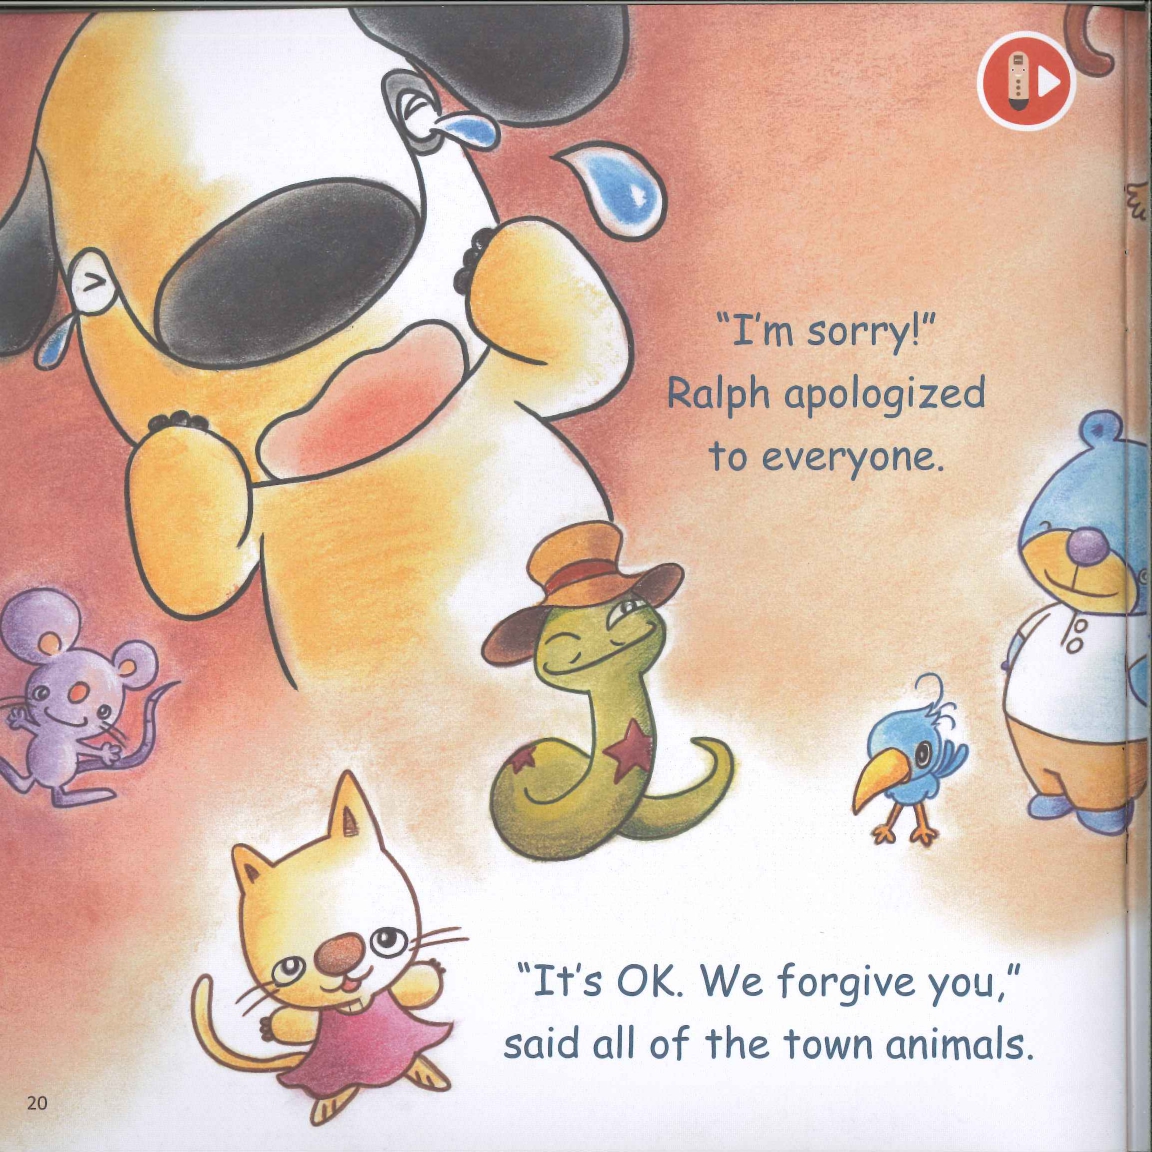 “I’m sorry!”
Ralph apologized
to everyone.
“It’s OK. We forgive you,”
said all of the town animals.
20